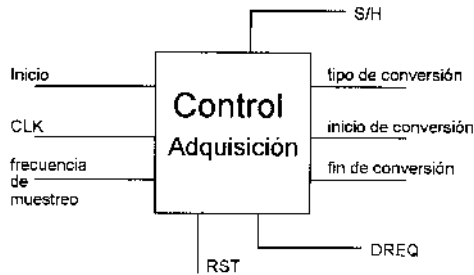 S/H
Inicio
tipo de conversión
Control
CLK
inicio de conversión
Adquisición
frecuencia
de
muestreo
fin de conversión
DREQ
RST